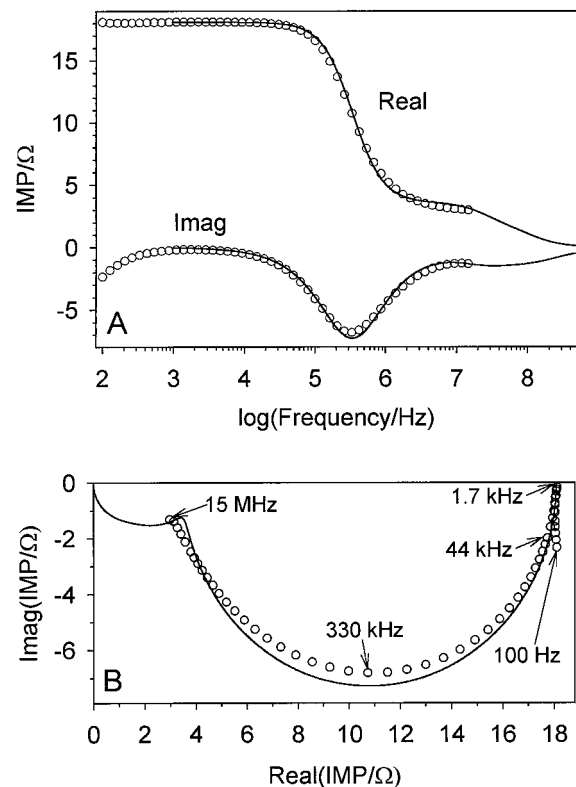 15
10
5
0
-5
IMP/Ω
Real
Imag
A
2 3 4 5 6 7 8
log(Frequency/Hz)
0
-2
-4
-6
Imag(IMP/Ω)
15 MHz
1.7 kHz
44 kHz
330 kHz
100 Hz
B
0 2 4 6 8 10 12 14 16 18
Real(IMP/Ω)